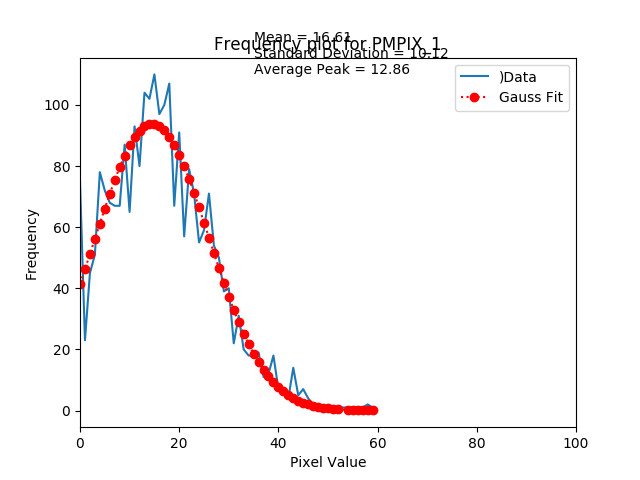 Mean = 16.61
Frequency plot for PMPIX_1
Standard Deviation = 10.12
Average Peak = 12.86
)Data
Gauss Fit
Frequency
100
80
60
40
20
0
0 20 40 60 80 100
Pixel Value